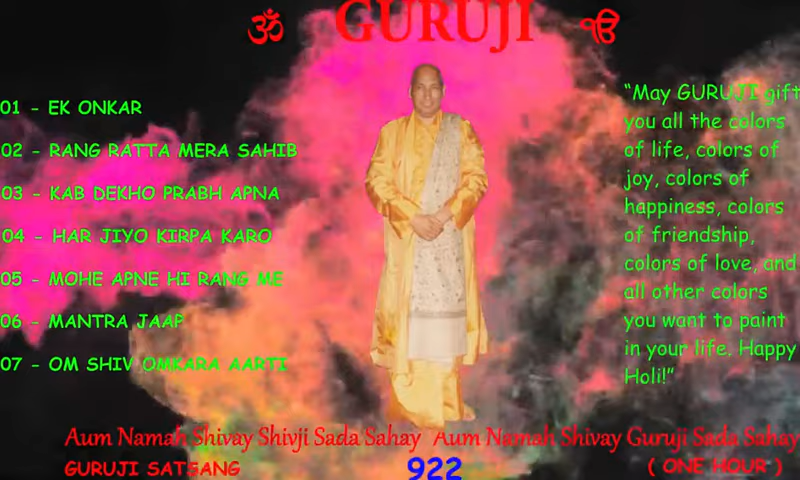 ॐ GURUJI ੴ
01 - EK ONKAR
02 - RANG RATTA MERA SAHIB
03 - KAB DEKHO PRABH APNA
04 - HAR JIYO KIRPA KARO
05 - MOHE APNE HI RANG ME
06 - MANTRA JAAP
07 - OM SHIV OMKARA AARTI
“May GURUJI gift
you all the colors
of life, colors of
joy, colors of
happiness, colors
of friendship,
colors of love, and
all other colors
you want to paint
in your life. Happy
Holi!”
Aum Namah Shivay Shivji Sada Sahay Aum Namah Shivay Guruji Sada Sahay
GURUJI SATSANG 922 ( ONE HOUR )